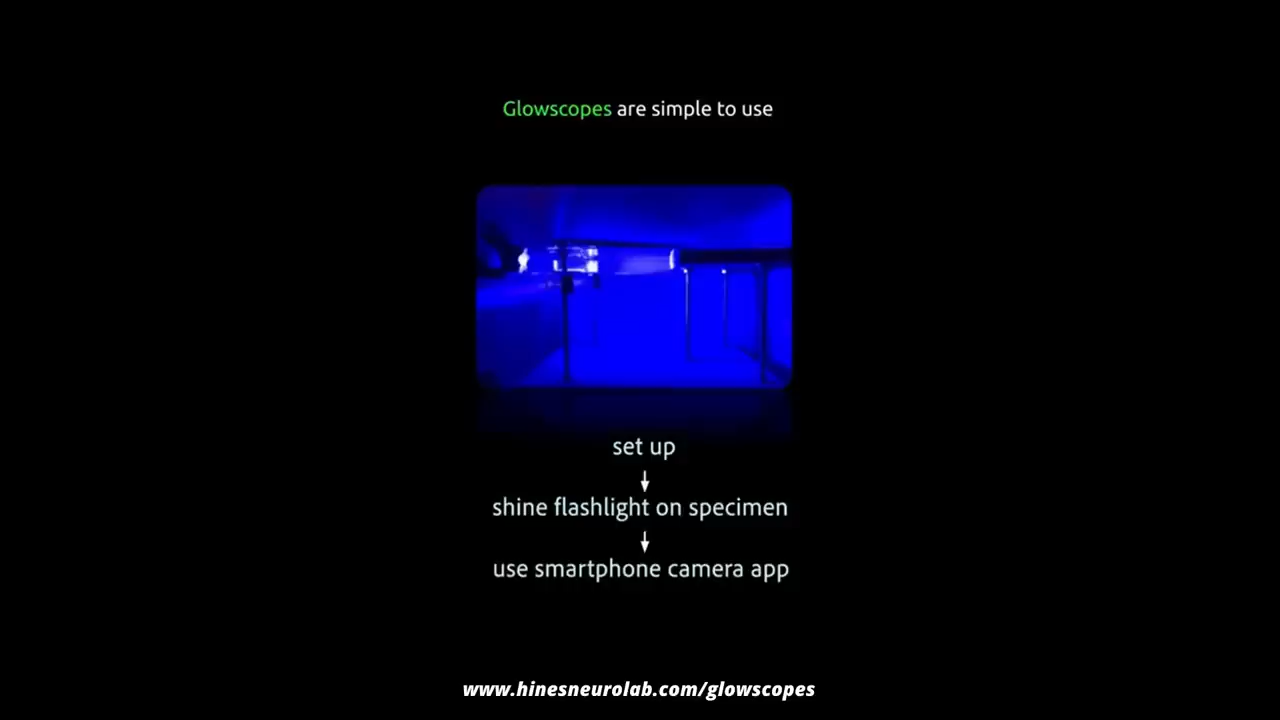 Glowscopes are simple to use
set up
shine flashlight on specimen
use smartphone camera app
www.hinesneurolab.com/glowscopes